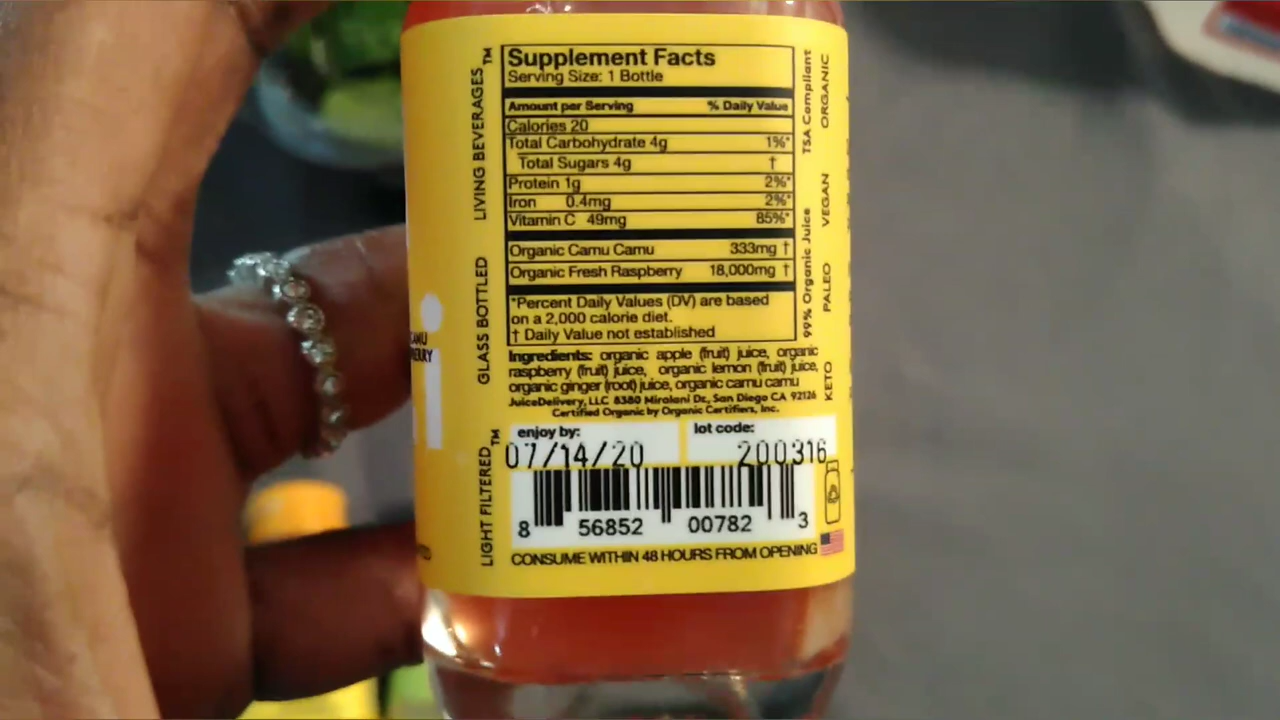 Supplement Facts
Serving Size: 1 Bottle
Amount per Serving % Daily Value
Calories 20
Total Carbohydrate 4g 1%*
Total Sugars 4g †
Protein 1g 2%*
Iron 0.4mg 2%*
Vitamin C 49mg 85%*
Organic Camu Camu 333mg †
Organic Fresh Raspberry 18,000mg †
*Percent Daily Values (DV) are based
on a 2,000 calorie diet.
† Daily Value not established
Ingredients: organic apple (fruit) juice, organic
raspberry (fruit) juice, organic lemon (fruit) juice,
organic ginger (root) juice, organic camu camu
JuiceDelivery, LLC 8380 Miralani Dr., San Diego CA 92126
Certified Organic by Organic Certifiers, Inc.
enjoy by: lot code:
07/14/20 200316
8 56852 00782 3
CONSUME WITHIN 48 HOURS FROM OPENING
LIGHT FILTERED™ GLASS BOTTLED LIVING BEVERAGES™
99% Organic Juice TSA Compliant
KETO PALEO VEGAN ORGANIC